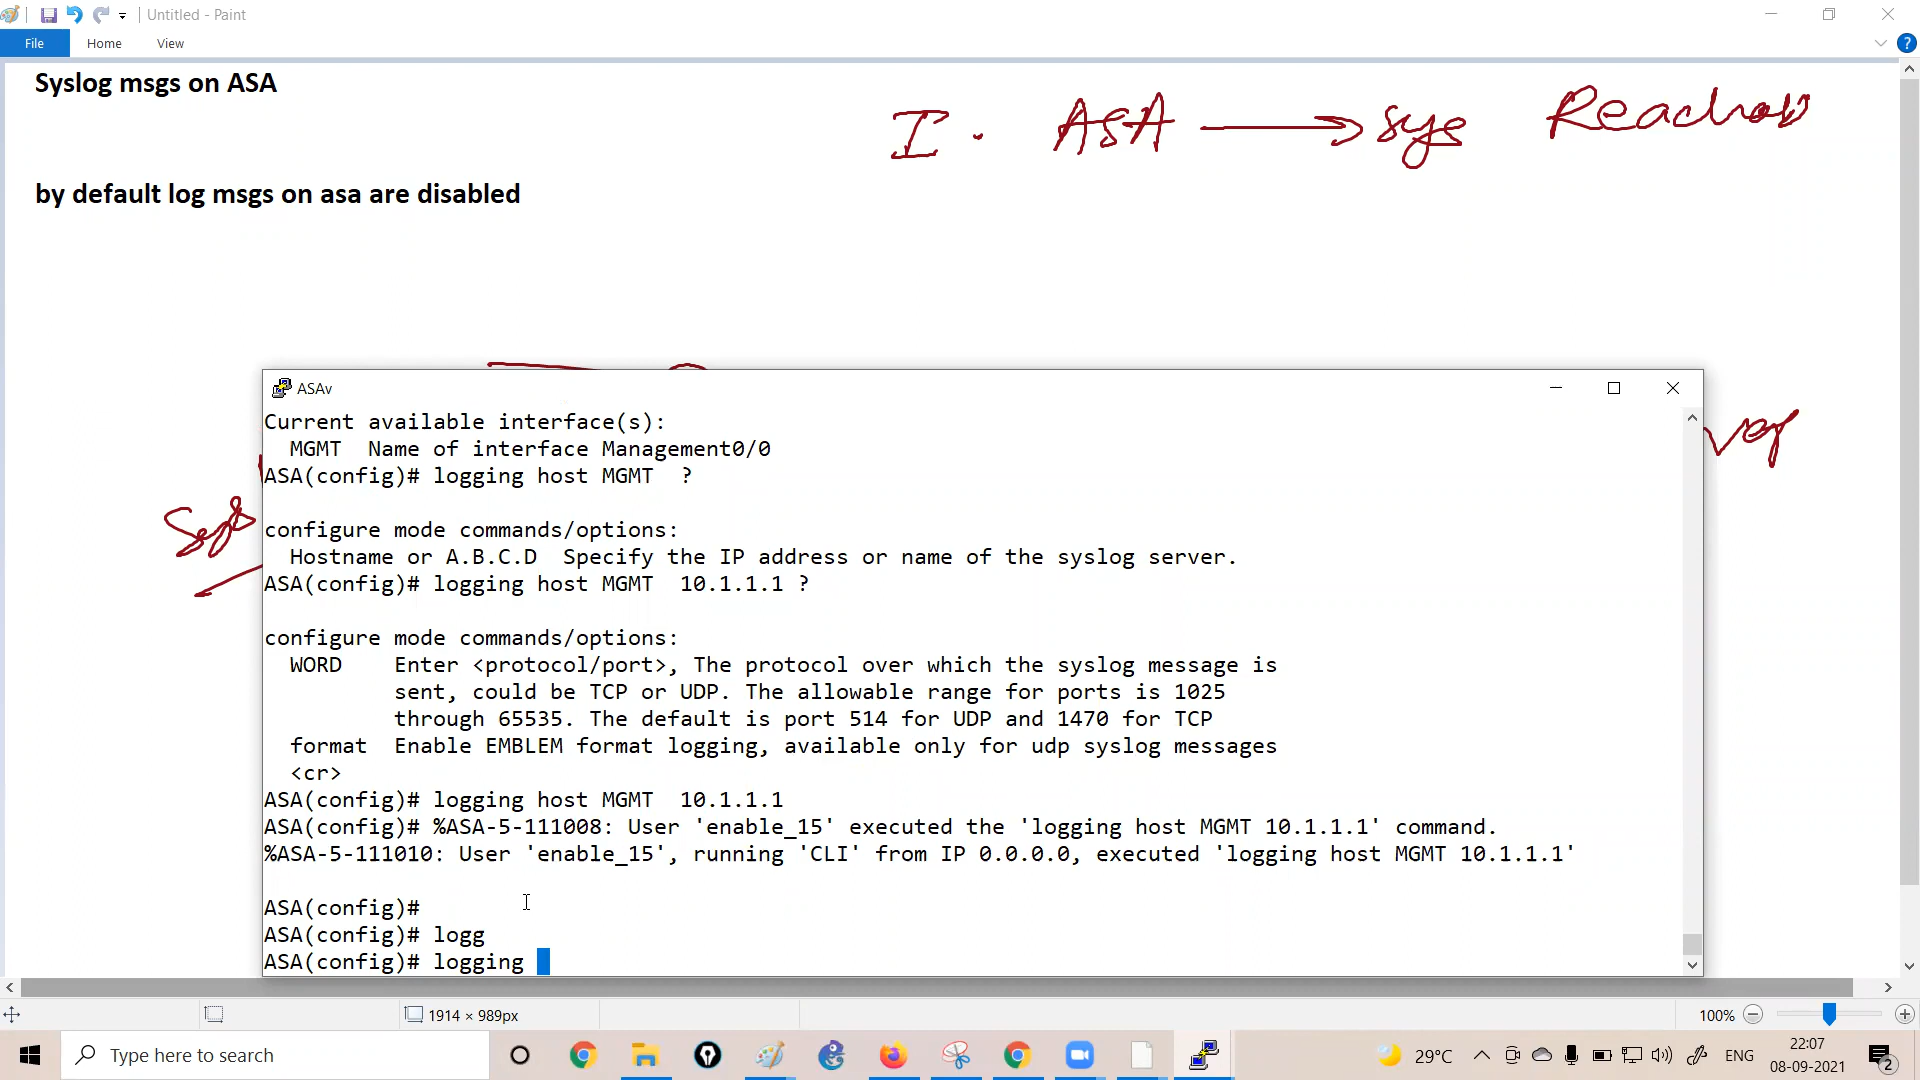 Untitled - Paint
File Home View
Syslog msgs on ASA
I. ASA → sys
by default log msgs on asa are disabled
ASAv
Current available interface(s):
MGMT Name of interface Management0/0
ASA(config)# logging host MGMT ?
configure mode commands/options:
Hostname or A.B.C.D Specify the IP address or name of the syslog server.
ASA(config)# logging host MGMT 10.1.1.1 ?
configure mode commands/options:
WORD Enter <protocol/port>, The protocol over which the syslog message is
sent, could be TCP or UDP. The allowable range for ports is 1025
through 65535. The default is port 514 for UDP and 1470 for TCP
format Enable EMBLEM format logging, available only for udp syslog messages
<cr>
ASA(config)# logging host MGMT 10.1.1.1
ASA(config)# %ASA-5-111008: User 'enable_15' executed the 'logging host MGMT 10.1.1.1' command.
%ASA-5-111010: User 'enable_15', running 'CLI' from IP 0.0.0.0, executed 'logging host MGMT 10.1.1.1'
ASA(config)#
ASA(config)# logg
ASA(config)# logging
1914 × 989px
100%
Type here to search
29°C
ENG
22:07
08-09-2021
2